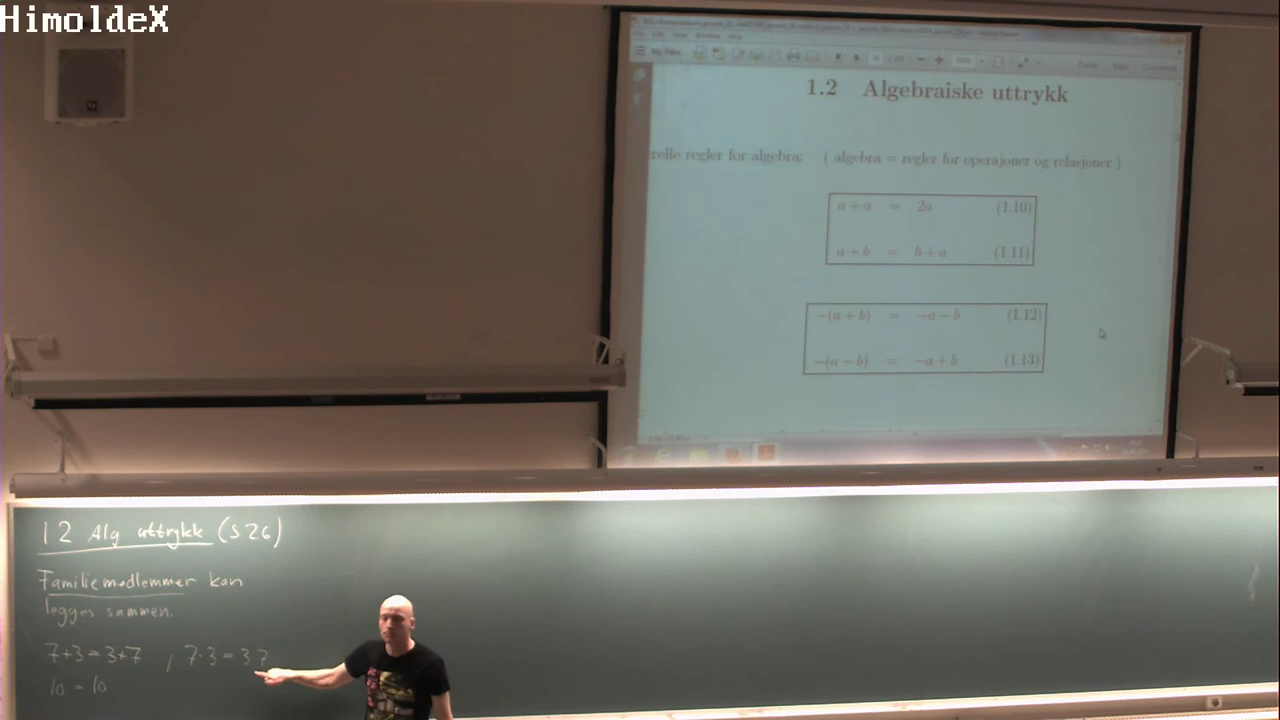 HimoldeX
My Files
1.2 Algebraiske uttrykk
relle regler for algebra: ( algebra = regler for operajoner og relasjoner )
a + a = 2a (1.10)
a + b = b + a (1.11)
−(a + b) = −a − b (1.12)
−(a − b) = −a + b (1.13)
1 2 Alg uttrykk (s 26)
Familiemedlemmer kan
legges sammen.
7+3=3+7 , 7·3=3 7
10 = 10